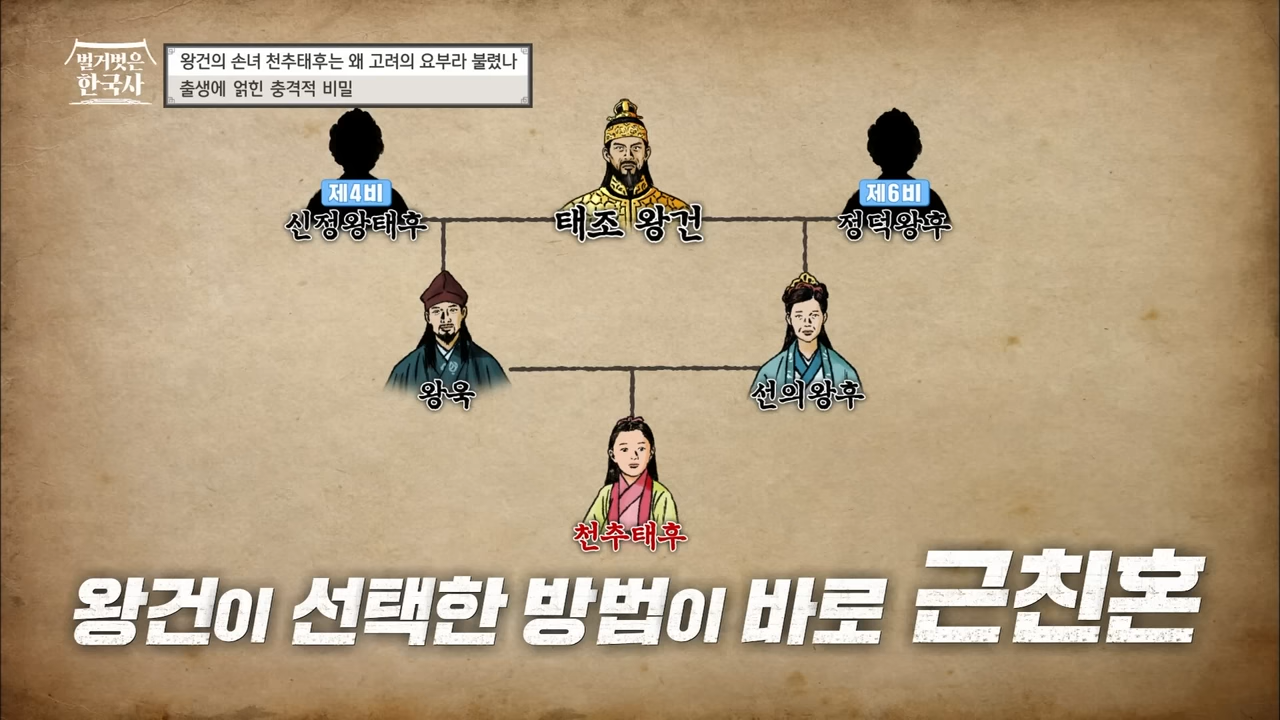 벌거벗은
한국사
왕건의 손녀 천추태후는 왜 고려의 요부라 불렸나
출생에 얽힌 충격적 비밀
제4비
신정왕태후
태조 왕건
제6비
정덕왕후
왕욱
선의왕후
천추태후
왕건이 선택한 방법이 바로 근친혼